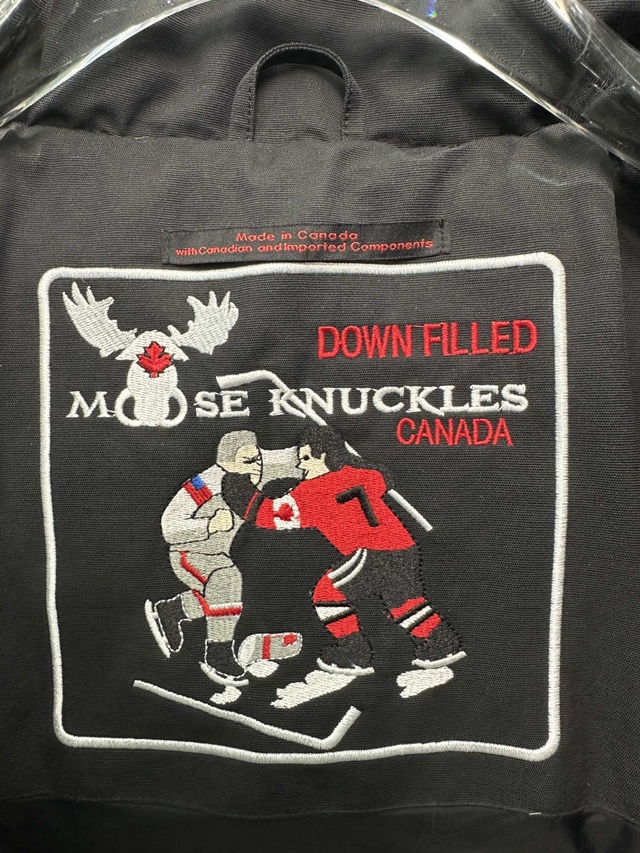 Made in Canada
with Canadian and Imported Components
DOWN FILLED
MOOSE KNUCKLES
CANADA
7